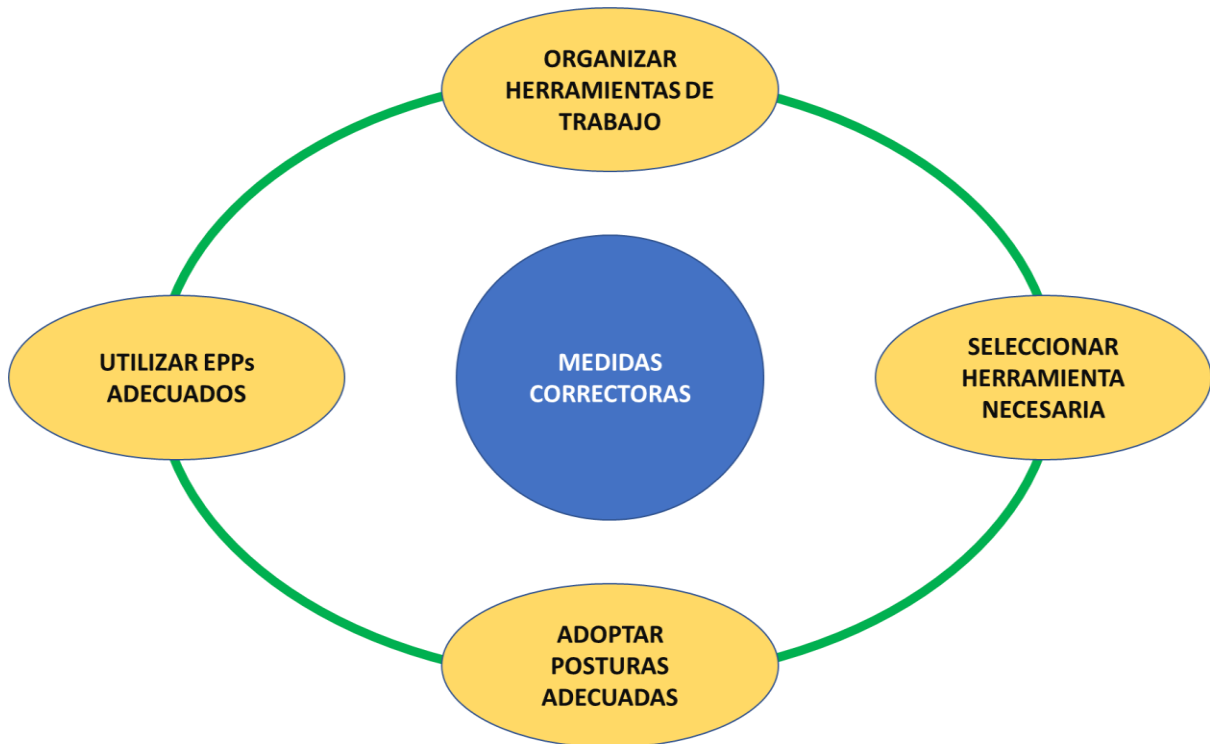 ORGANIZAR
HERRAMIENTAS DE
TRABAJO
UTILIZAR EPPs
ADECUADOS
MEDIDAS
CORRECTORAS
SELECCIONAR
HERRAMIENTA
NECESARIA
ADOPTAR
POSTURAS
ADECUADAS